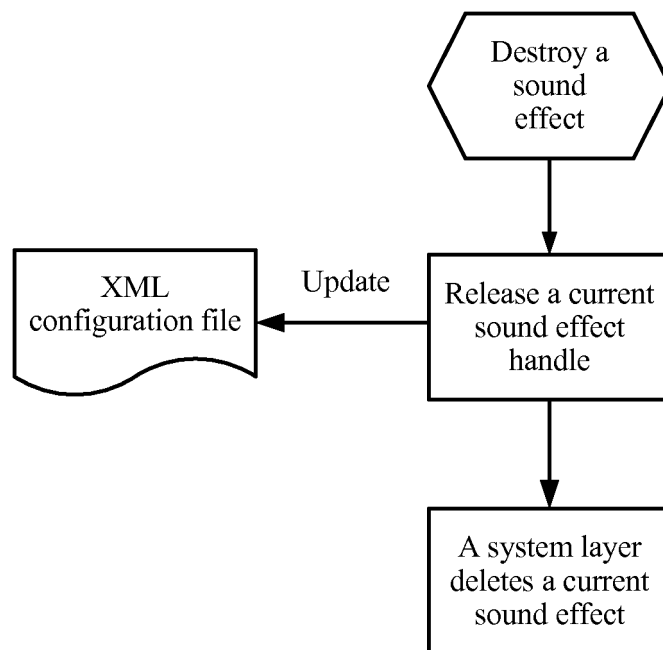 Destroy a
sound
effect
XML
configuration file
Update
Release a current
sound effect
handle
A system layer
deletes a current
sound effect